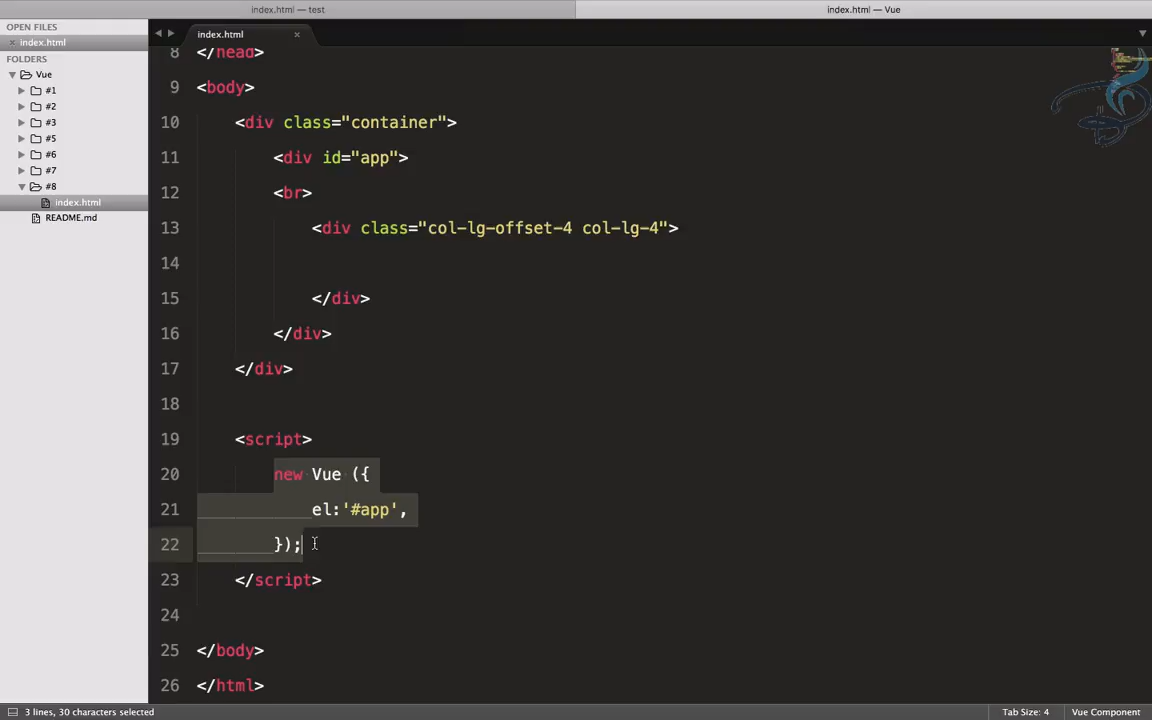 index.html — test
index.html — Vue
OPEN FILES
× index.html
FOLDERS
Vue
#1
#2
#3
#5
#6
#7
#8
index.html
README.md
index.html ×
8 </head>
9 <body>
10 <div class="container">
11 <div id="app">
12 <br>
13 <div class="col-lg-offset-4 col-lg-4">
14
15 </div>
16 </div>
17 </div>
18
19 <script>
20 new Vue ({
21 el:'#app',
22 });
23 </script>
24
25 </body>
26 </html>
3 lines, 30 characters selected
Tab Size: 4
Vue Component